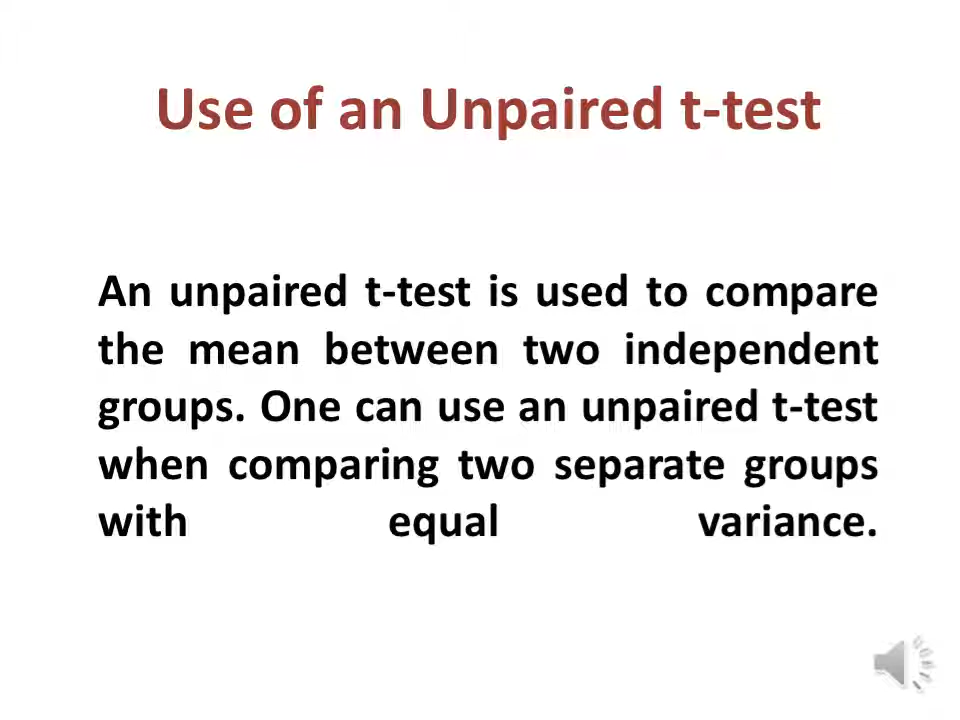 Use of an Unpaired t-test
An unpaired t-test is used to compare
the mean between two independent
groups. One can use an unpaired t-test
when comparing two separate groups
with equal variance.